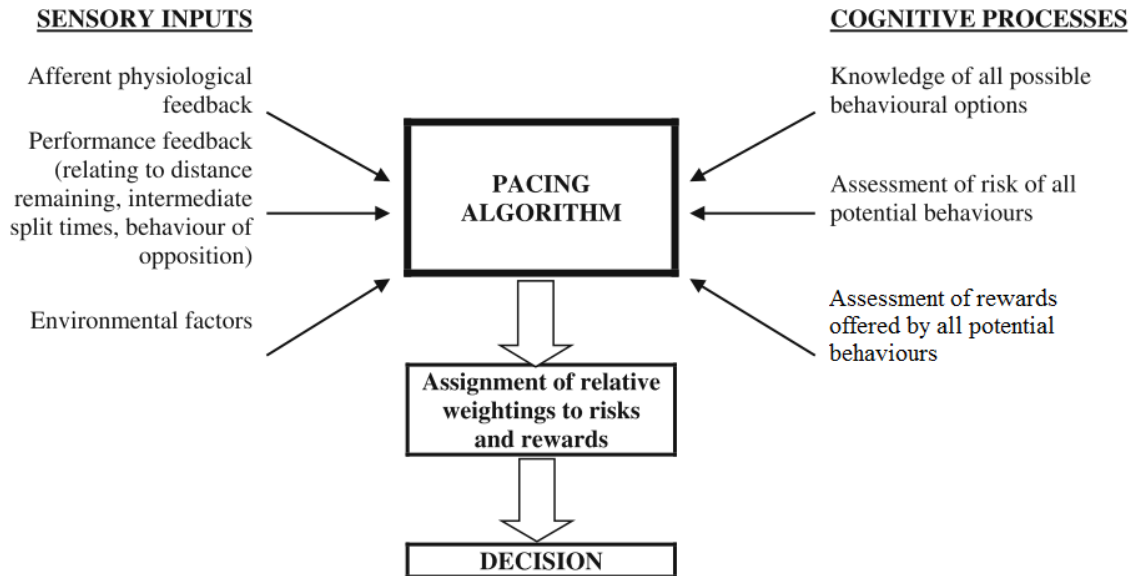 SENSORY INPUTS
Afferent physiological
feedback
Performance feedback
(relating to distance
remaining, intermediate
split times, behaviour of
opposition)
Environmental factors
COGNITIVE PROCESSES
Knowledge of all possible
behavioural options
Assessment of risk of all
potential behaviours
Assessment of rewards
offered by all potential
behaviours
PACING
ALGORITHM
Assignment of relative
weightings to risks
and rewards
DECISION